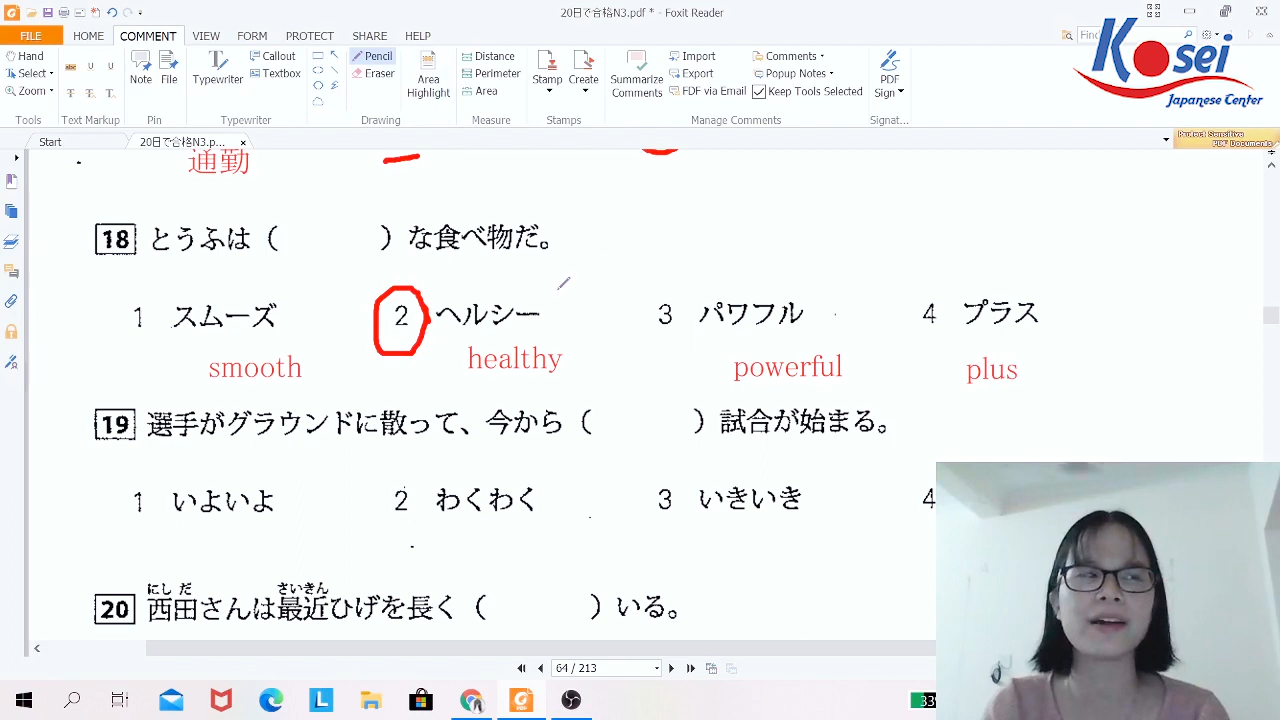 20日で合格N3.pdf * - Foxit Reader
FILE HOME COMMENT VIEW FORM PROTECT SHARE HELP
Find
Kosei
Japanese Center
Hand
Select
Zoom
Tools
Text Markup
Note
File
Pin
Typewriter
Callout
Textbox
Typewriter
Pencil
Eraser
Area Highlight
Drawing
Distance
Perimeter
Area
Measure
Stamp
Create
Stamps
Summarize Comments
Import
Export
FDF via Email
Comments
Popup Notes
Keep Tools Selected
Manage Comments
PDF Sign
Signat...
Start
20日で合格N3.p...
Protect Sensitive
PDF Documents
通勤
18 とうふは（ ）な食べ物だ。
1 スムーズ 2 ヘルシー 3 パワフル 4 プラス
smooth healthy powerful plus
19 選手がグラウンドに散って、今から（ ）試合が始まる。
1 いよいよ 2 わくわく 3 いきいき 4
にし だ さいきん
20 西田さんは最近ひげを長く（ ）いる。
64 / 213